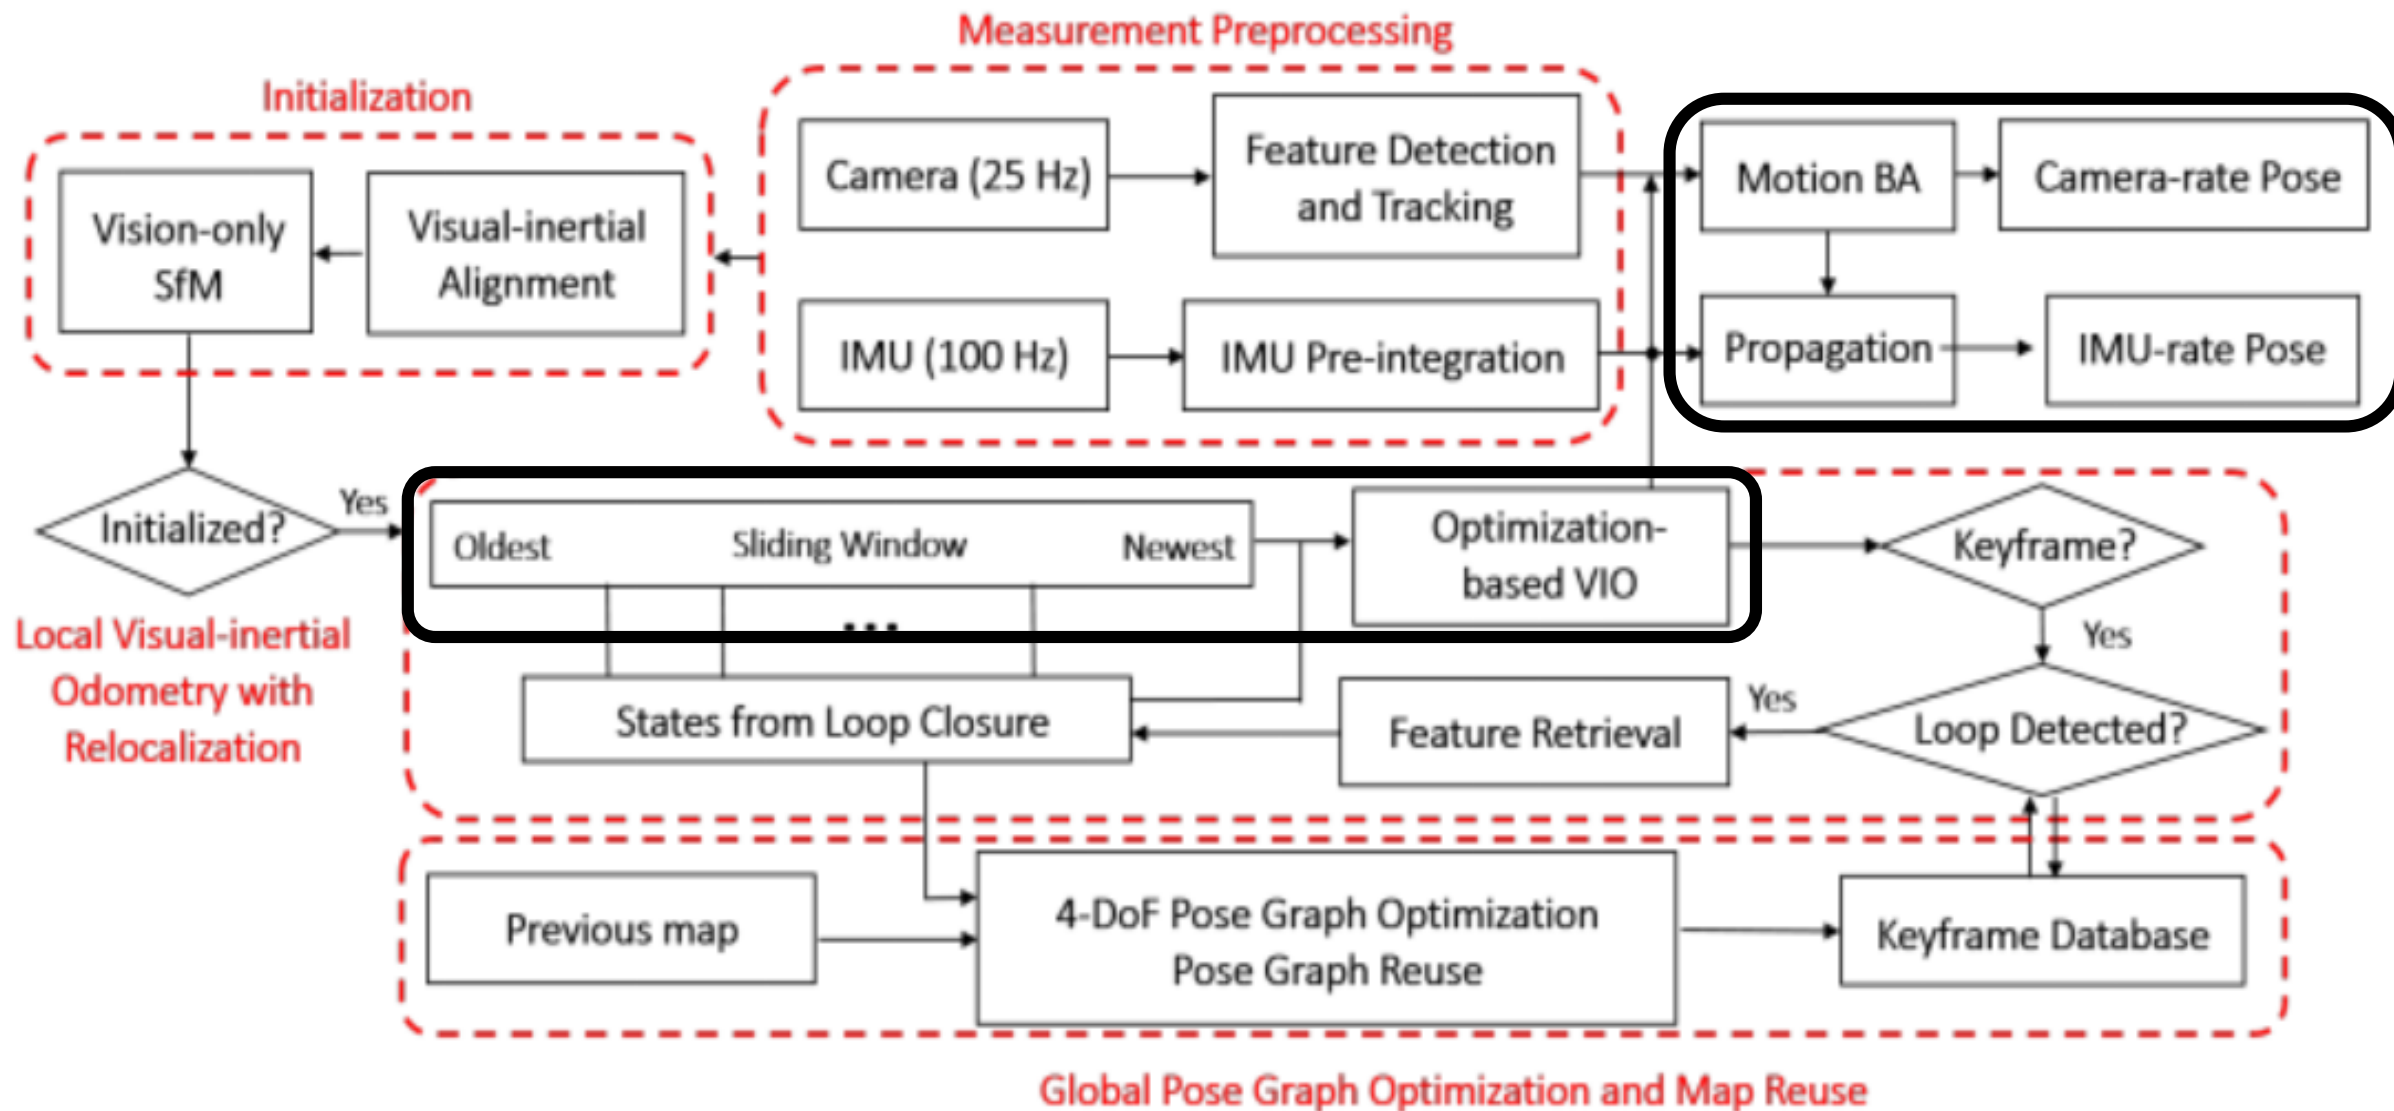 Measurement Preprocessing
Initialization
Camera (25 Hz)
Feature Detection
and Tracking
Motion BA
Camera-rate Pose
Vision-only
SfM
Visual-inertial
Alignment
IMU (100 Hz)
IMU Pre-integration
Propagation
IMU-rate Pose
Initialized?
Yes
Oldest
Sliding Window
Newest
Optimization-
based VIO
Keyframe?
...
Yes
Local Visual-inertial
Odometry with
Relocalization
States from Loop Closure
Feature Retrieval
Yes
Loop Detected?
Previous map
4-DoF Pose Graph Optimization
Pose Graph Reuse
Keyframe Database
Global Pose Graph Optimization and Map Reuse